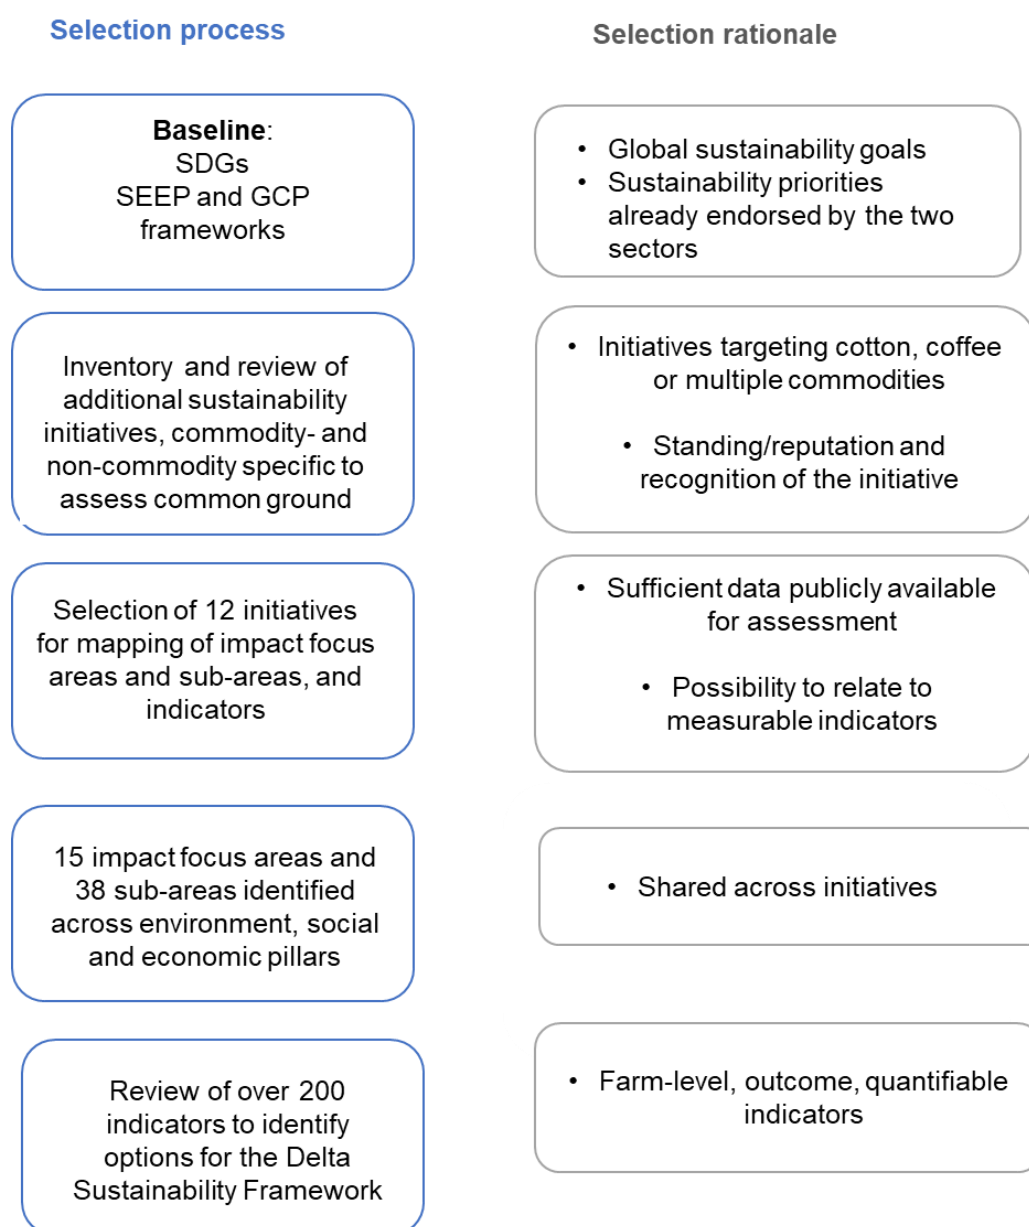 Selection process
Selection rationale
Baseline:
SDGs
SEEP and GCP
frameworks
• Global sustainability goals
• Sustainability priorities
already endorsed by the two
sectors
Inventory and review of
additional sustainability
initiatives, commodity- and
non-commodity specific to
assess common ground
• Initiatives targeting cotton, coffee
or multiple commodities
• Standing/reputation and
recognition of the initiative
Selection of 12 initiatives
for mapping of impact focus
areas and sub-areas, and
indicators
• Sufficient data publicly available
for assessment
• Possibility to relate to
measurable indicators
15 impact focus areas and
38 sub-areas identified
across environment, social
and economic pillars
• Shared across initiatives
Review of over 200
indicators to identify
options for the Delta
Sustainability Framework
• Farm-level, outcome, quantifiable
indicators